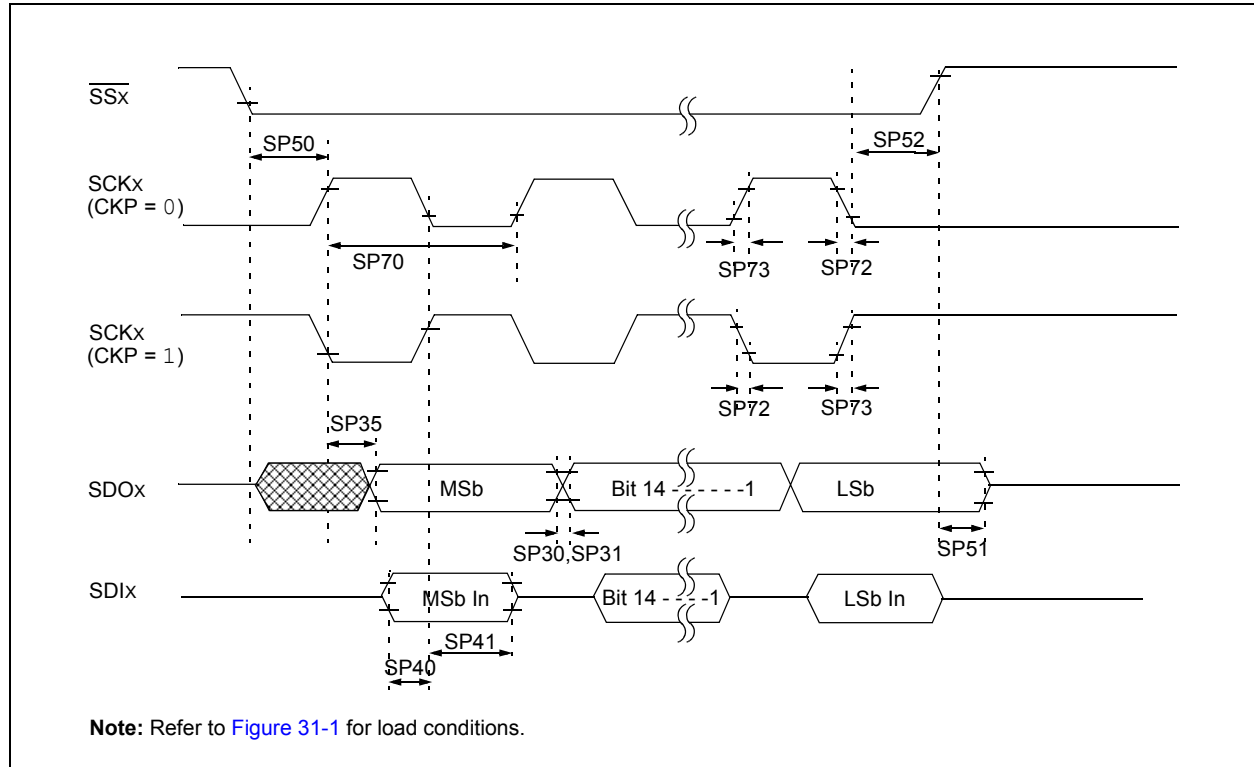 SSx
SP50
SP52
SCKx
(CKP = 0)
SP70
SP73
SP72
SCKx
(CKP = 1)
SP72
SP73
SP35
SDOx
MSb
Bit 14 - - - - - -1
LSb
SP30,SP31
SP51
SDIx
MSb In
Bit 14 - - - - -1
LSb In
SP41
SP40
Note: Refer to Figure 31-1 for load conditions.